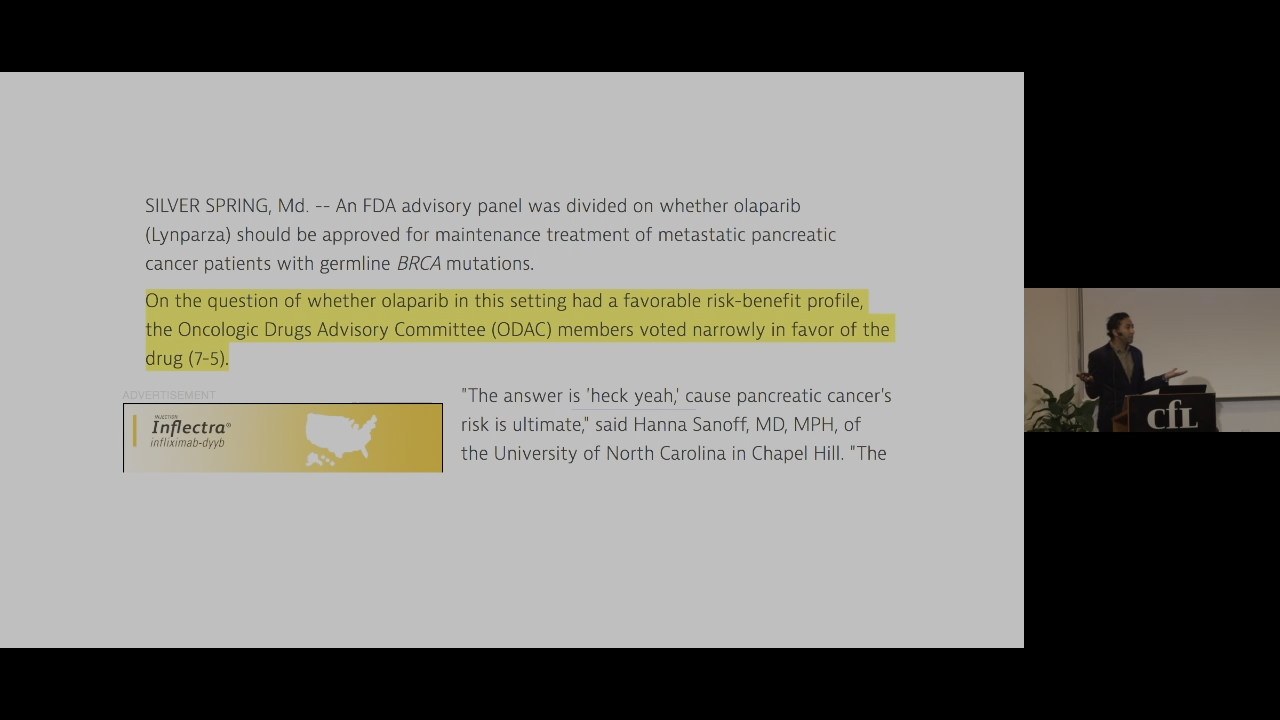 SILVER SPRING, Md. -- An FDA advisory panel was divided on whether olaparib
(Lynparza) should be approved for maintenance treatment of metastatic pancreatic
cancer patients with germline BRCA mutations.
On the question of whether olaparib in this setting had a favorable risk-benefit profile,
the Oncologic Drugs Advisory Committee (ODAC) members voted narrowly in favor of the
drug (7-5).
ADVERTISEMENT
INJECTION
Inflectra®
infliximab-dyyb
"The answer is 'heck yeah,' cause pancreatic cancer's
risk is ultimate," said Hanna Sanoff, MD, MPH, of
the University of North Carolina in Chapel Hill. "The
cfL